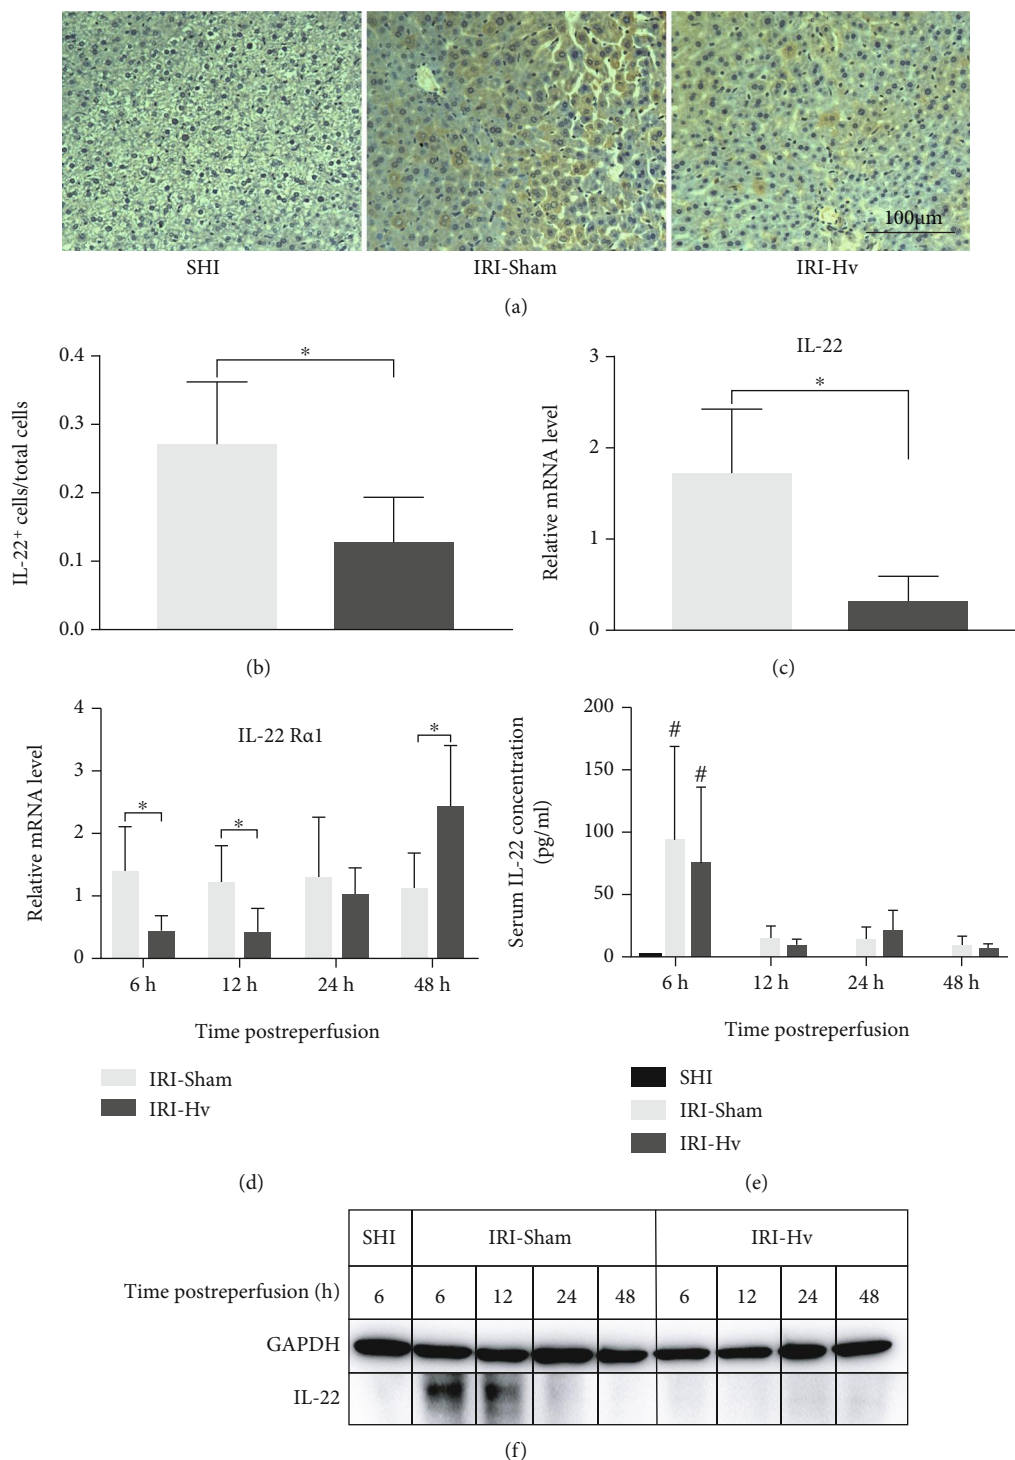 100μm
SHI IRI-Sham IRI-Hv
(a)
IL-22⁺ cells/total cells
0.4
0.3
0.2
0.1
0.0
*
(b)
IL-22
Relative mRNA level
3
2
1
0
*
(c)
IL-22 Rα1
Relative mRNA level
4
3
2
1
0
* * *
6 h 12 h 24 h 48 h
Time postreperfusion
IRI-Sham
IRI-Hv
(d)
Serum IL-22 concentration
(pg/ml)
200
150
100
50
0
# #
6 h 12 h 24 h 48 h
Time postreperfusion
SHI
IRI-Sham
IRI-Hv
(e)
SHI IRI-Sham IRI-Hv
Time postreperfusion (h) 6 6 12 24 48 6 12 24 48
GAPDH
IL-22
(f)